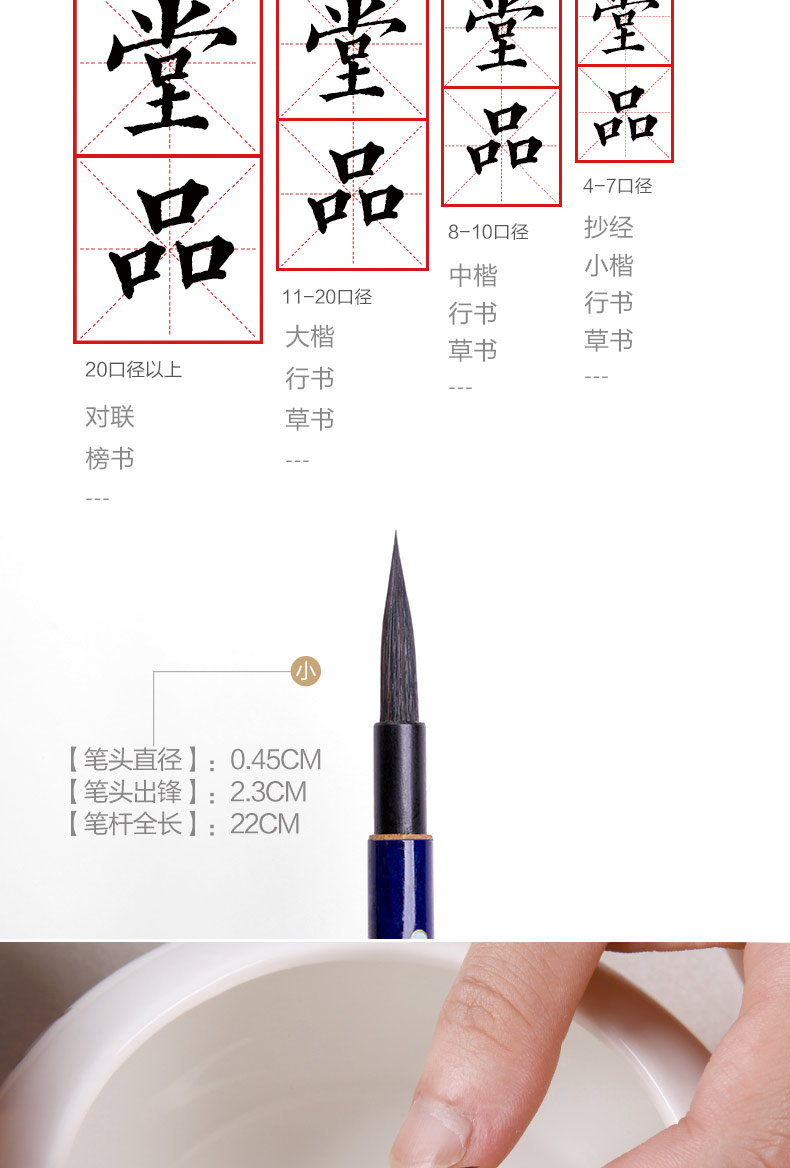 堂
品
20口径以上
对联
榜书
---
堂
品
11-20口径
大楷
行书
草书
---
堂
品
8-10口径
中楷
行书
草书
---
堂
品
4-7口径
抄经
小楷
行书
草书
---
小
【笔头直径】：0.45CM
【笔头出锋】：2.3CM
【笔杆全长】：22CM